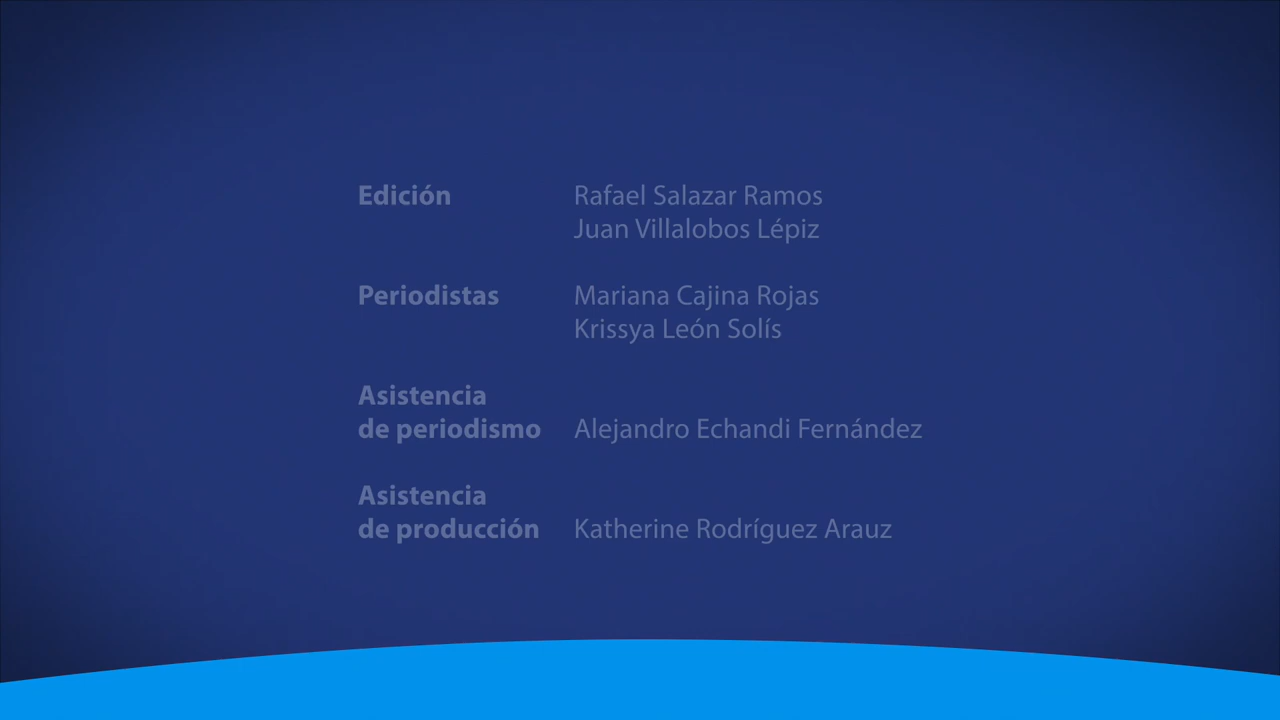 Edición Rafael Salazar Ramos
Juan Villalobos Lépiz
Periodistas Mariana Cajina Rojas
Krissya León Solís
Asistencia
de periodismo Alejandro Echandi Fernández
Asistencia
de producción Katherine Rodríguez Arauz